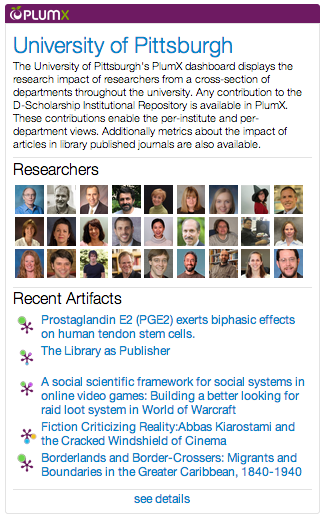 PLUMX
University of Pittsburgh
The University of Pittsburgh's PlumX dashboard displays the
research impact of researchers from a cross-section of
departments throughout the university. Any contribution to the
D-Scholarship Institutional Repository is available in PlumX.
These contributions enable the per-institute and per-
department views. Additionally metrics about the impact of
articles in library published journals are also available.
Researchers
Recent Artifacts
Prostaglandin E2 (PGE2) exerts biphasic effects
on human tendon stem cells.
The Library as Publisher
A social scientific framework for social systems in
online video games: Building a better looking for
raid loot system in World of Warcraft
Fiction Criticizing Reality:Abbas Kiarostami and
the Cracked Windshield of Cinema
Borderlands and Border-Crossers: Migrants and
Boundaries in the Greater Caribbean, 1840-1940
see details